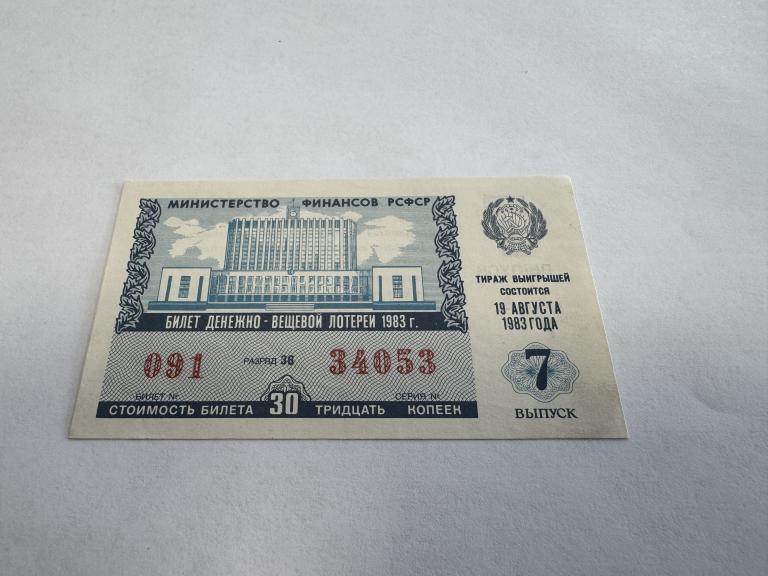 МИНИСТЕРСТВО ФИНАНСОВ РСФСР
БИЛЕТ ДЕНЕЖНО - ВЕЩЕВОЙ ЛОТЕРЕИ 1983 г.
091 РАЗРЯД 36 34053
БИЛЕТ № СЕРИЯ №
СТОИМОСТЬ БИЛЕТА 30 ТРИДЦАТЬ КОПЕЕК
ТИРАЖ ВЫИГРЫШЕЙ
СОСТОИТСЯ
19 АВГУСТА
1983 ГОДА
7
ВЫПУСК